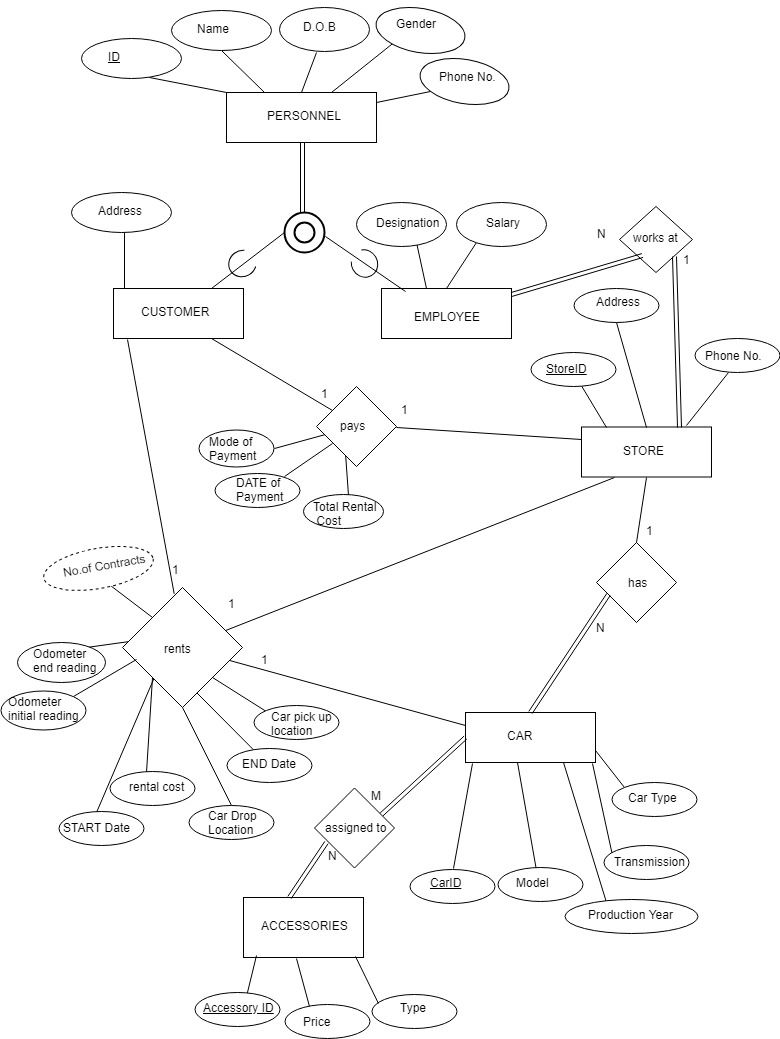 Name
D.O.B
Gender
ID
Phone No.
PERSONNEL
Address
Designation
Salary
N
works at
1
CUSTOMER
EMPLOYEE
Address
StoreID
Phone No.
1
1
pays
Mode of
Payment
DATE of
Payment
Total Rental
Cost
STORE
No.of Contracts
1
1
1
has
N
rents
1
Odometer
end reading
Odometer
initial reading
Car pick up
location
END Date
rental cost
START Date
Car Drop
Location
CAR
M
assigned to
N
Car Type
Transmission
CarID
Model
Production Year
ACCESSORIES
Accessory ID
Price
Type